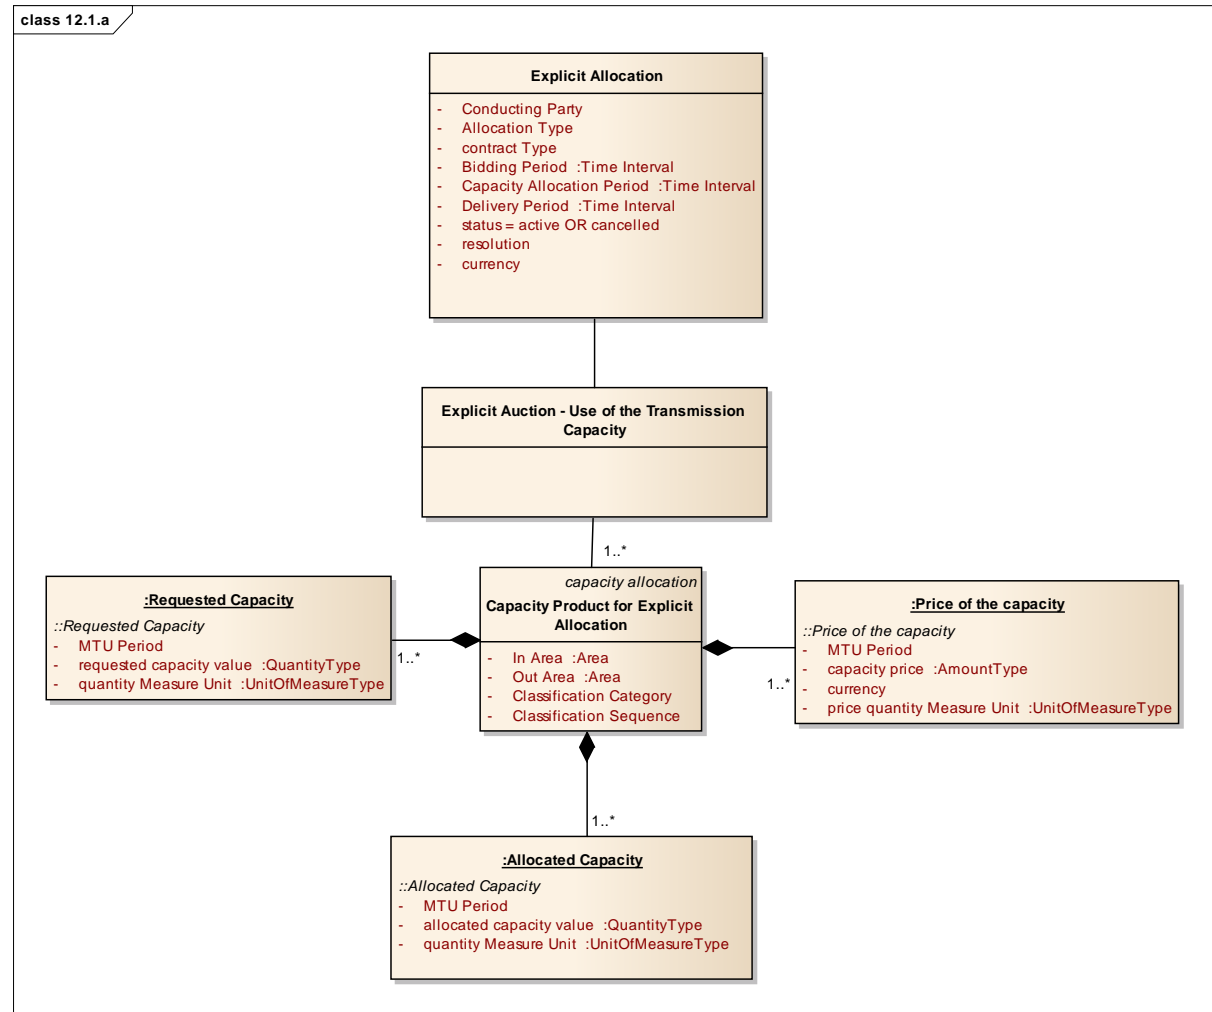 class 12.1.a
Explicit Allocation
- Conducting Party
- Allocation Type
- contract Type
- Bidding Period :Time Interval
- Capacity Allocation Period :Time Interval
- Delivery Period :Time Interval
- status = active OR cancelled
- resolution
- currency
Explicit Auction - Use of the Transmission
Capacity
1..*
capacity allocation
Capacity Product for Explicit
Allocation
- In Area :Area
- Out Area :Area
- Classification Category
- Classification Sequence
:Requested Capacity
::Requested Capacity
- MTU Period
- requested capacity value :QuantityType
- quantity Measure Unit :UnitOfMeasureType
1..*
:Price of the capacity
::Price of the capacity
- MTU Period
- capacity price :AmountType
- currency
- price quantity Measure Unit :UnitOfMeasureType
1..*
1..*
:Allocated Capacity
::Allocated Capacity
- MTU Period
- allocated capacity value :QuantityType
- quantity Measure Unit :UnitOfMeasureType